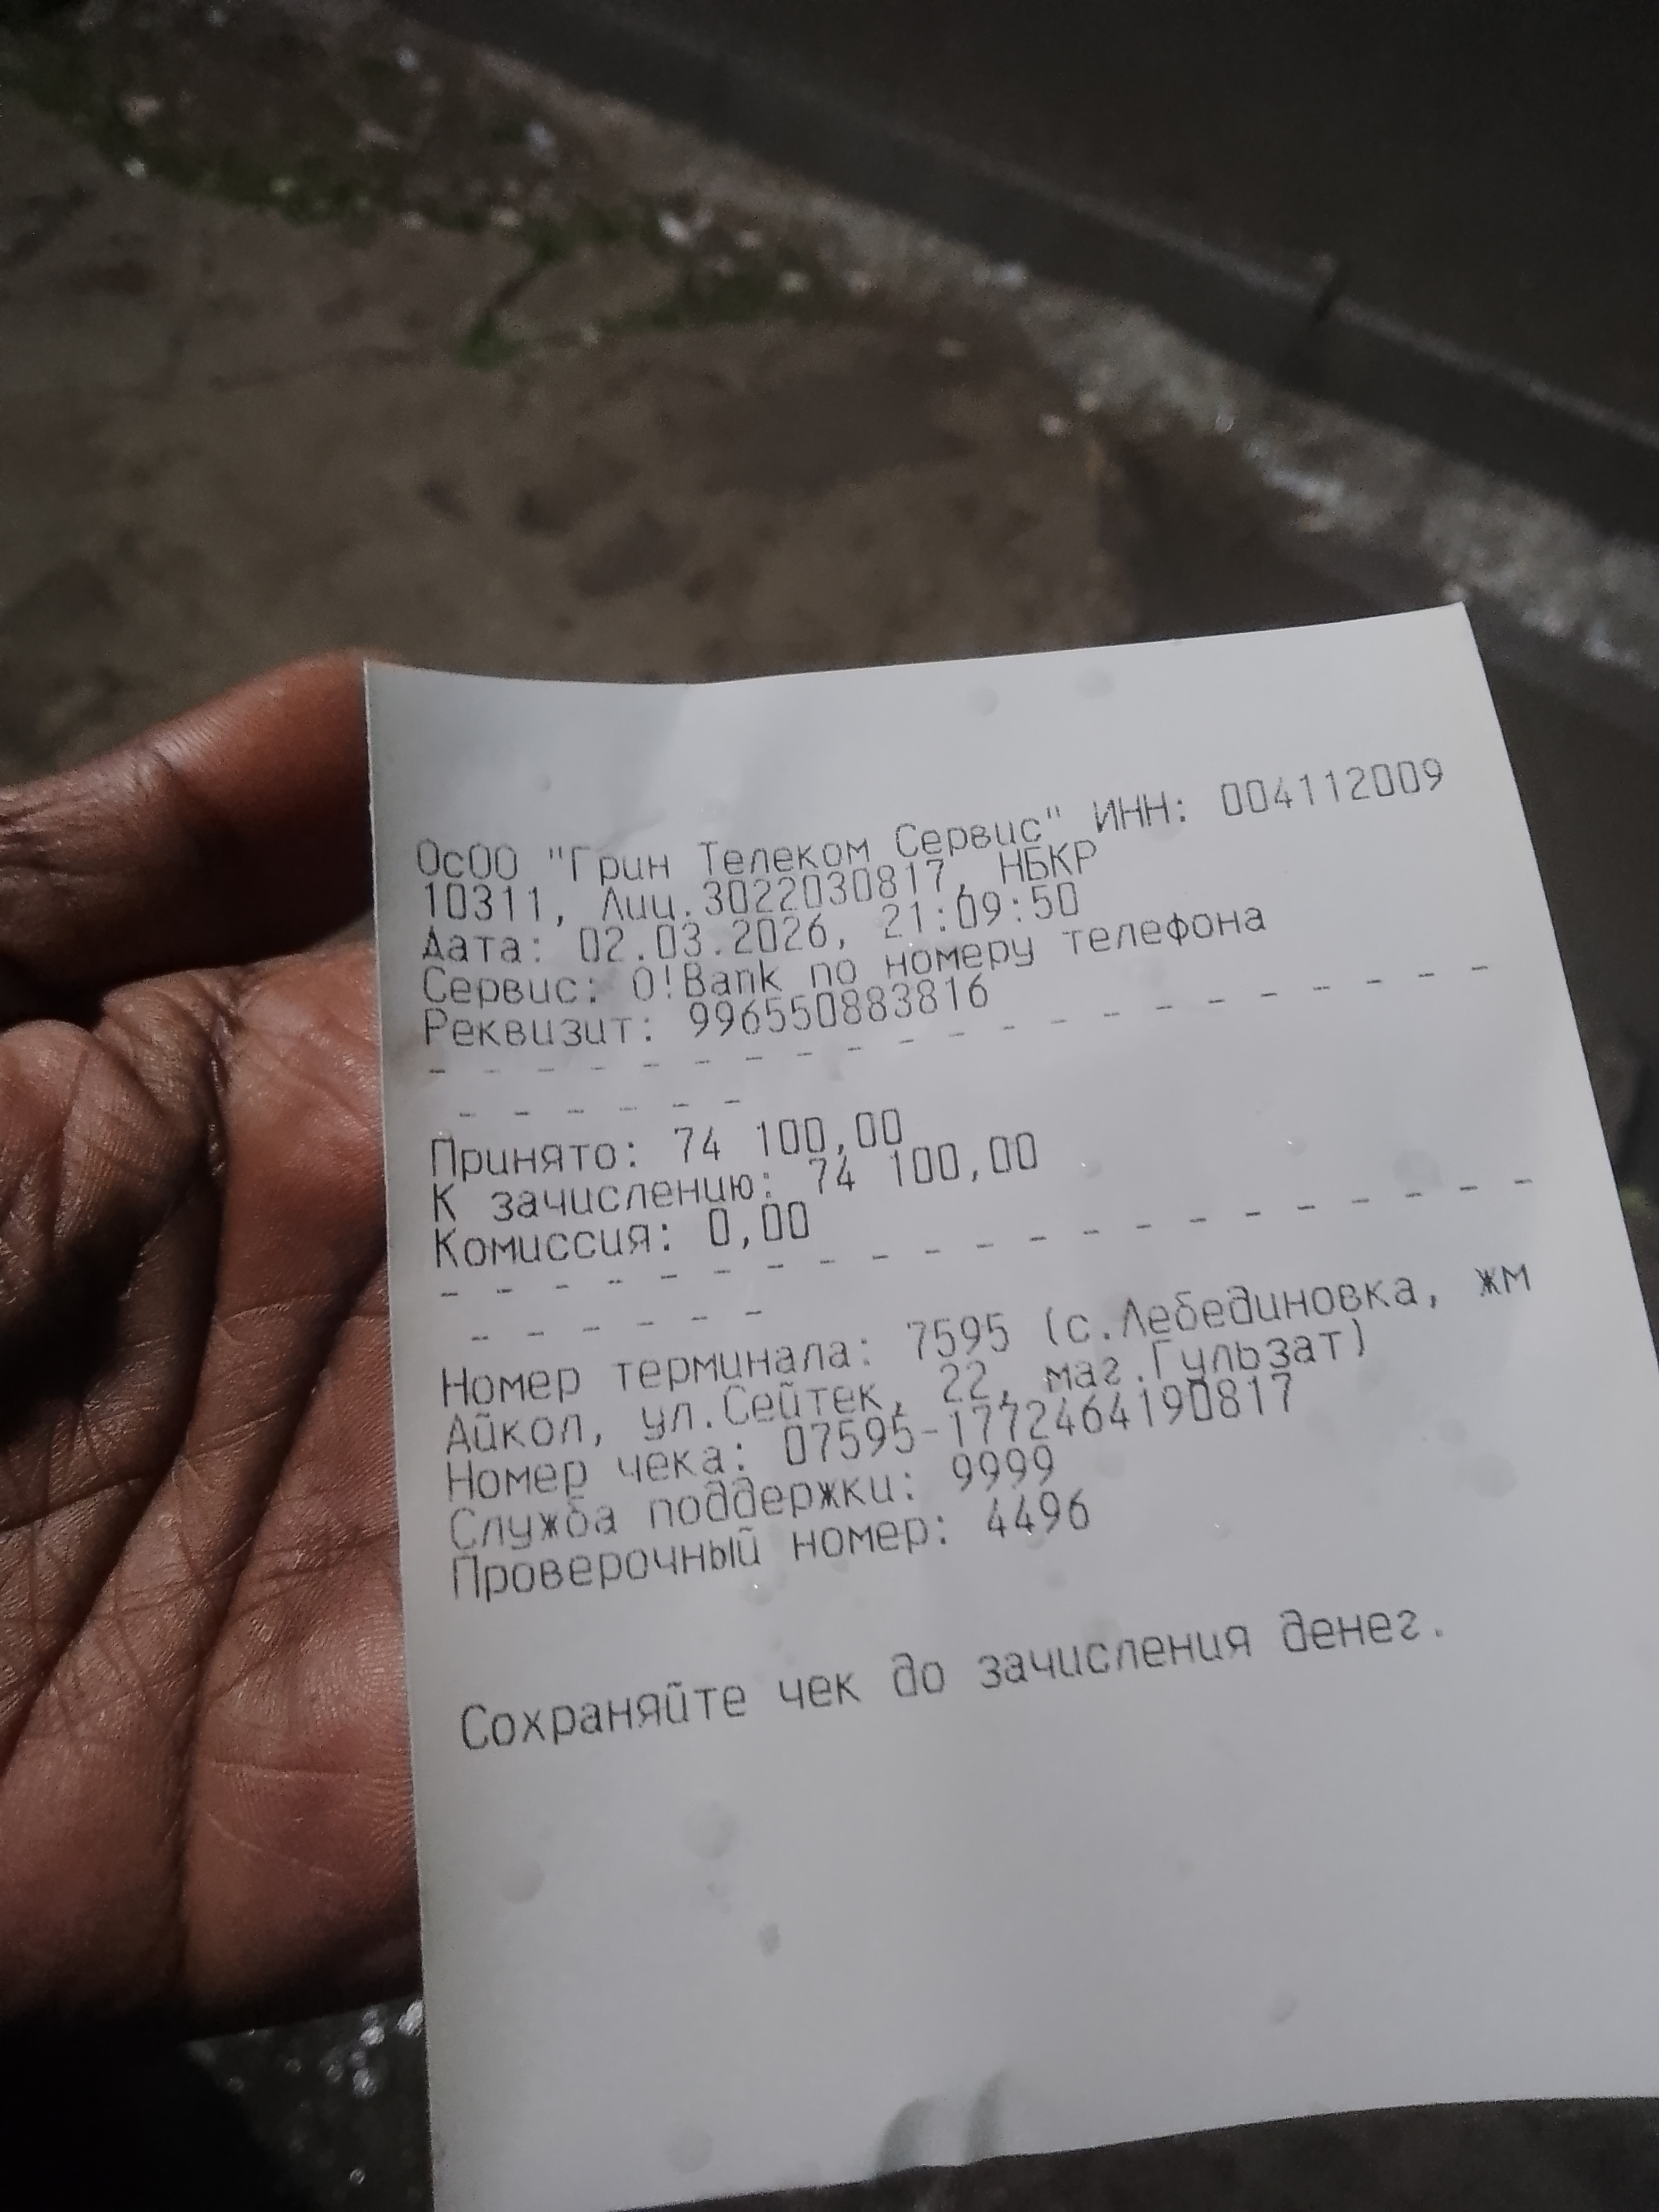 ОсОО "Грин Телеком Сервис" ИНН: 004112009
10311, Лиц.3022030817, НБКР
Дата: 02.03.2026, 21:09:50
Сервис: О!Bank по номеру телефона
Реквизит: 996550883816
- - - - - - - - - - - - - - - - - - - - -
- - - - - -
Принято: 74 100,00
К зачислению: 74 100,00
Комиссия: 0,00
- - - - - - - - - - - - - - - - - - - - -
- - - - - -
Номер терминала: 7595 (с.Лебединовка, жм
Айкол, ул.Сейтек, 22, маг.Гульзат)
Номер чека: 07595-1772464190817
Служба поддержки: 9999
Проверочный номер: 4496
Сохраняйте чек до зачисления денег.